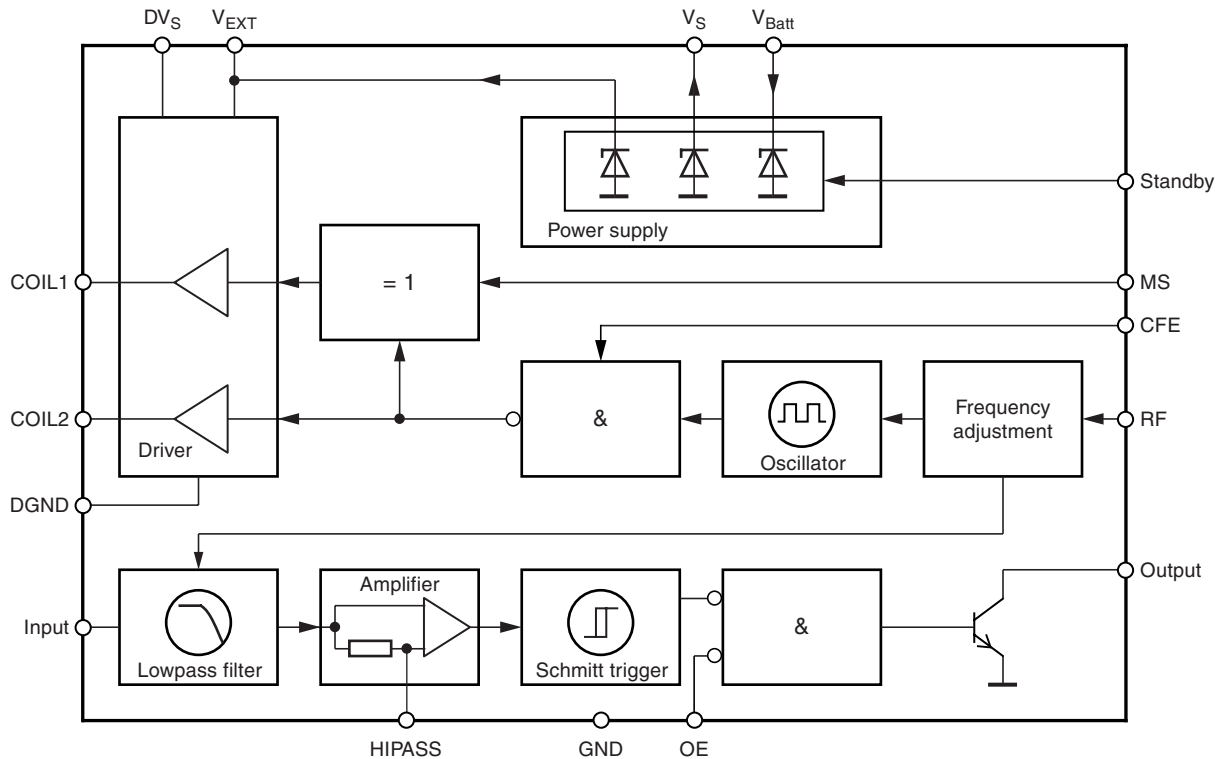 DVS VEXT VS VBatt
Standby
Power supply
COIL1 = 1 MS
CFE
COIL2 & Frequency adjustment RF
Driver Oscillator
DGND
Amplifier Output
Input &
Lowpass filter Schmitt trigger
HIPASS GND OE